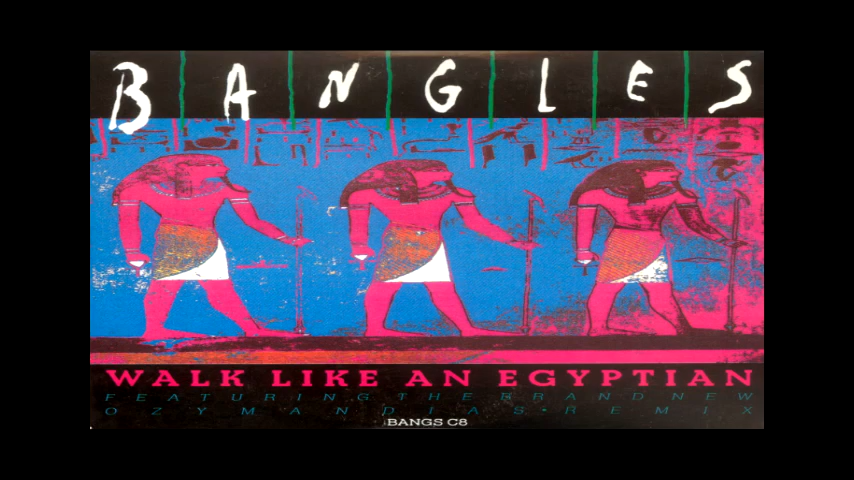 BANGLES
WALK LIKE AN EGYPTIAN
FEATURING THE BRAND NEW
OZYMANDIAS·REMIX
BANGS C8